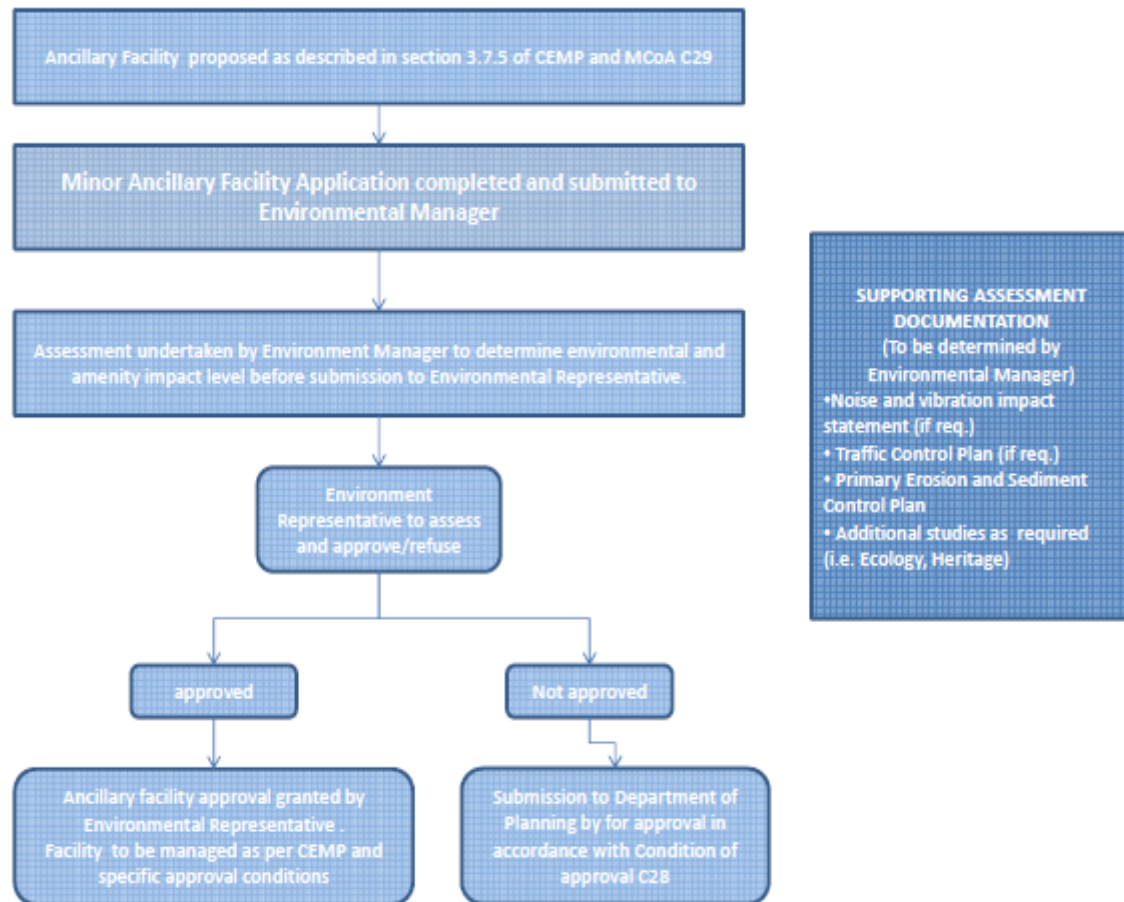 Ancillary Facility proposed as described in section 3.7.5 of CEMP and MCoA C29
Minor Ancillary Facility Application completed and submitted to
Environmental Manager
Assessment undertaken by Environment Manager to determine environmental and
amenity impact level before submission to Environmental Representative.
Environment
Representative to assess
and approve/refuse
approved
Not approved
Ancillary facility approval granted by
Environmental Representative .
Facility to be managed as per CEMP and
specific approval conditions
Submission to Department of
Planning by for approval in
accordance with Condition of
approval C28
SUPPORTING ASSESSMENT
DOCUMENTATION
(To be determined by
Environmental Manager)
•Noise and vibration impact
statement (if req.)
• Traffic Control Plan (if req.)
• Primary Erosion and Sediment
Control Plan
• Additional studies as required
(i.e. Ecology, Heritage)